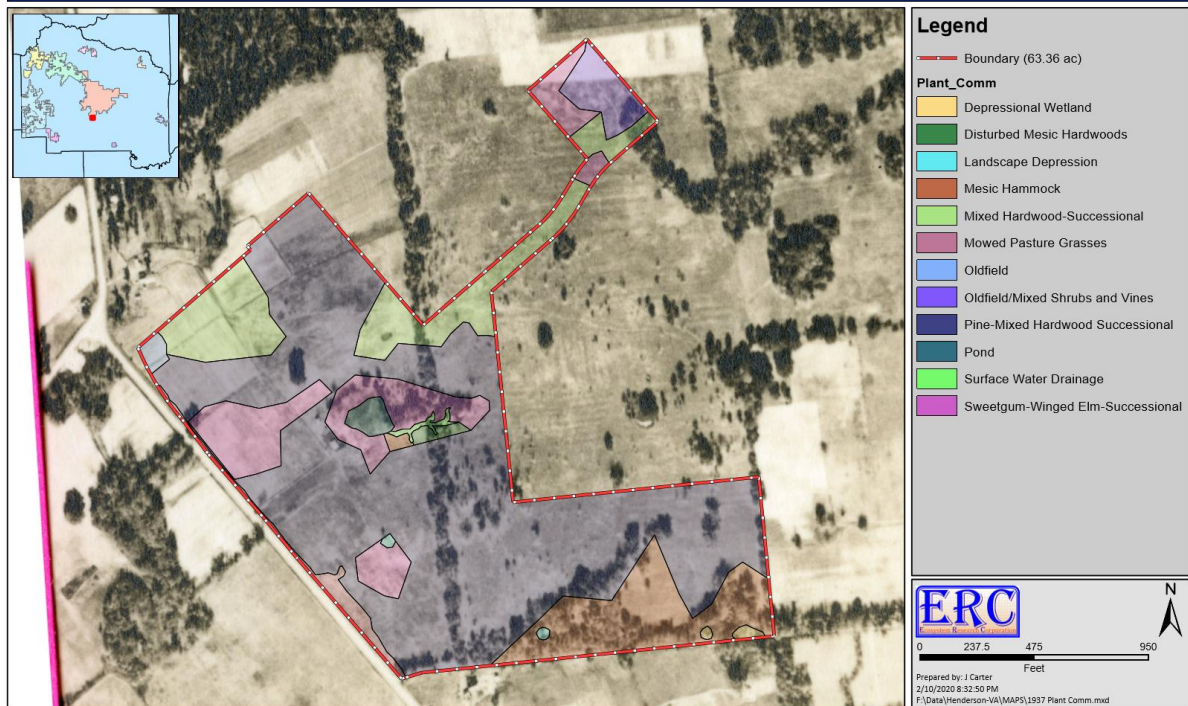 Legend
Boundary (63.36 ac)
Plant_Comm
Depressional Wetland
Disturbed Mesic Hardwoods
Landscape Depression
Mesic Hammock
Mixed Hardwood-Successional
Mowed Pasture Grasses
Oldfield
Oldfield/Mixed Shrubs and Vines
Pine-Mixed Hardwood Successional
Pond
Surface Water Drainage
Sweetgum-Winged Elm-Successional
ERC
Ecosystem Research Corporation
N
0 237.5 475 950
Feet
Prepared by: J Carter
2/10/2020 8:32:50 PM
F:\Data\Henderson-VA\MAPS\1937 Plant Comm.mxd